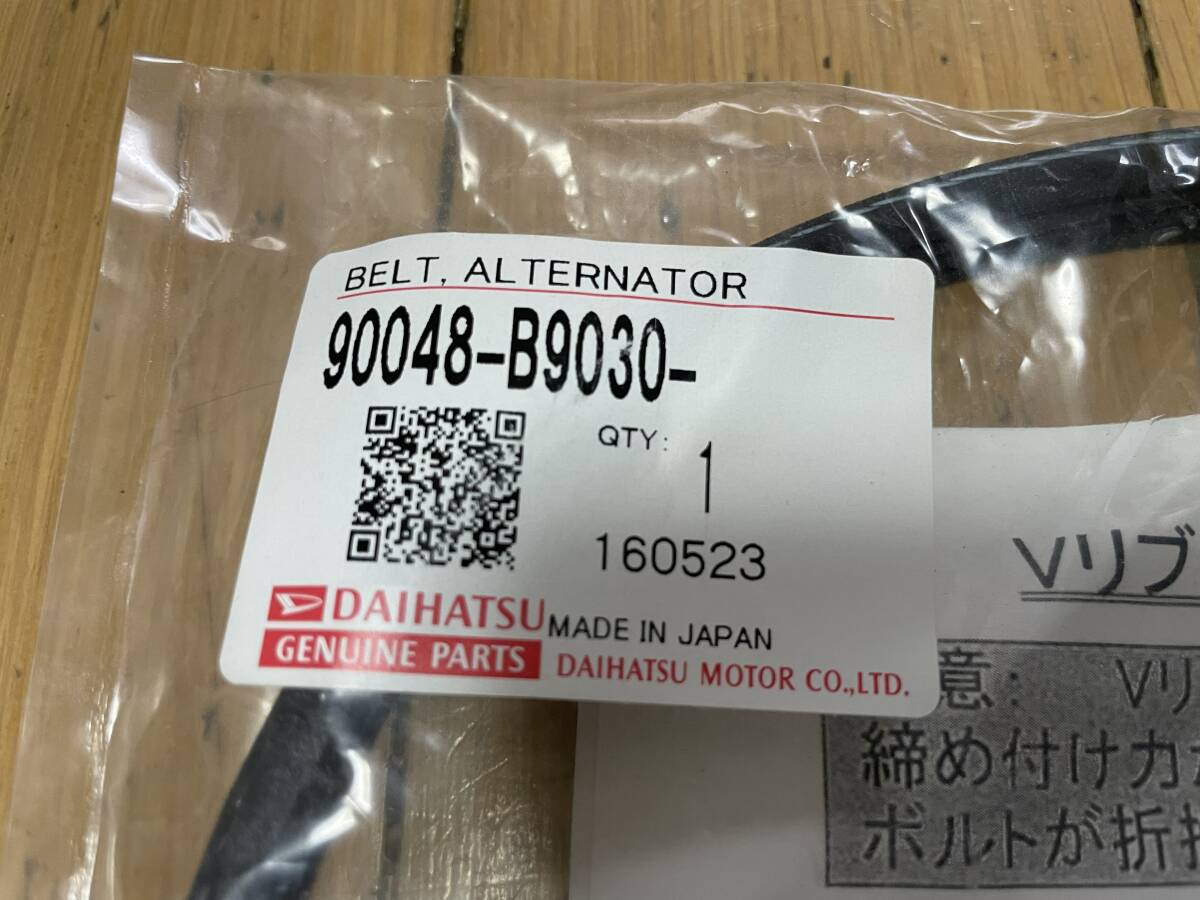 BELT, ALTERNATOR
90048-B9030-
QTY: 1
160523
DAIHATSU
GENUINE PARTS
MADE IN JAPAN
DAIHATSU MOTOR CO.,LTD.
Vリブ
意: Vリ
締め付け力
ボルトが折